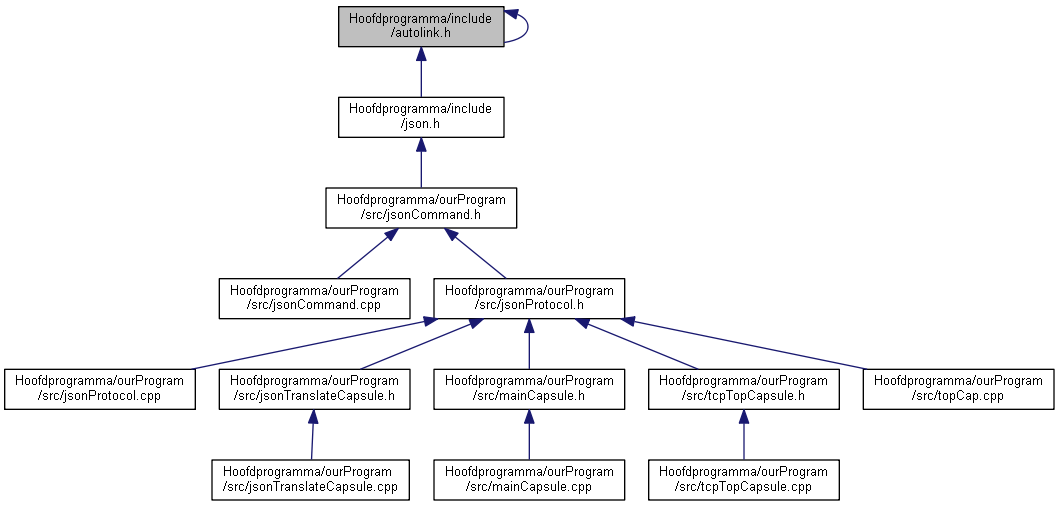 Hoofdprogramma/include
/autolink.h
Hoofdprogramma/include
/json.h
Hoofdprogramma/ourProgram
/src/jsonCommand.h
Hoofdprogramma/ourProgram
/src/jsonCommand.cpp
Hoofdprogramma/ourProgram
/src/jsonProtocol.h
Hoofdprogramma/ourProgram
/src/jsonProtocol.cpp
Hoofdprogramma/ourProgram
/src/jsonTranslateCapsule.h
Hoofdprogramma/ourProgram
/src/mainCapsule.h
Hoofdprogramma/ourProgram
/src/tcpTopCapsule.h
Hoofdprogramma/ourProgram
/src/topCap.cpp
Hoofdprogramma/ourProgram
/src/jsonTranslateCapsule.cpp
Hoofdprogramma/ourProgram
/src/mainCapsule.cpp
Hoofdprogramma/ourProgram
/src/tcpTopCapsule.cpp